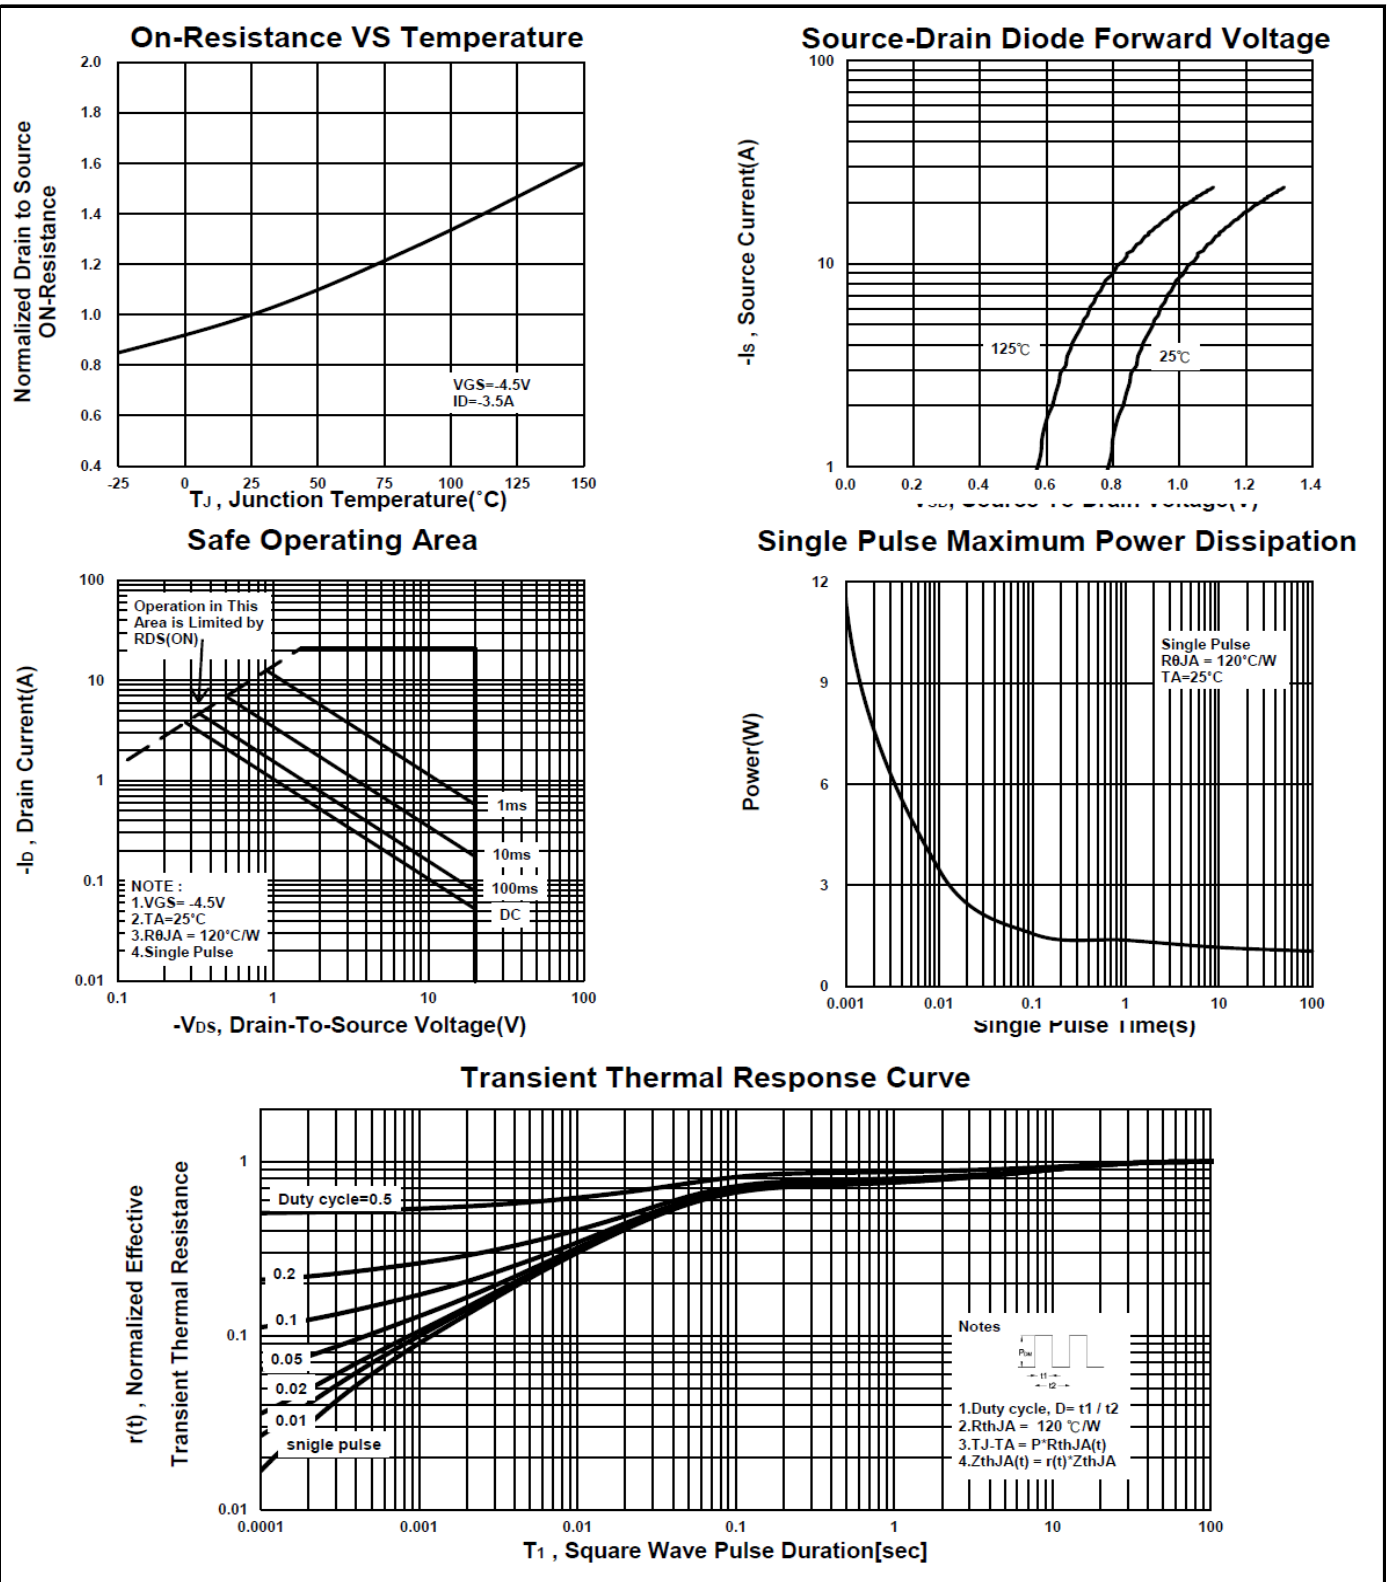 On-Resistance VS Temperature
Normalized Drain to Source
ON-Resistance
2.0
1.8
1.6
1.4
1.2
1.0
0.8
0.6
0.4
VGS=-4.5V
ID=-3.5A
-25 0 25 50 75 100 125 150
TJ , Junction Temperature(°C)
Source-Drain Diode Forward Voltage
-IS , Source Current(A)
100
10
1
125℃
25℃
0.0 0.2 0.4 0.6 0.8 1.0 1.2 1.4
VSD, Source-To-Drain Voltage(V)
Safe Operating Area
-ID , Drain Current(A)
100
10
1
0.1
0.01
Operation in This
Area is Limited by
RDS(ON)
1ms
10ms
100ms
DC
NOTE :
1.VGS= -4.5V
2.TA=25°C
3.RθJA = 120°C/W
4.Single Pulse
0.1 1 10 100
-VDS, Drain-To-Source Voltage(V)
Single Pulse Maximum Power Dissipation
Power(W)
12
9
6
3
0
Single Pulse
RθJA = 120°C/W
TA=25°C
0.001 0.01 0.1 1 10 100
Single Pulse Time(s)
Transient Thermal Response Curve
r(t) , Normalized Effective
Transient Thermal Resistance
1
0.1
0.01
Duty cycle=0.5
0.2
0.1
0.05
0.02
0.01
snigle pulse
Notes
PDM
t1
t2
1.Duty cycle, D= t1 / t2
2.RthJA = 120 ℃/W
3.TJ-TA = P*RthJA(t)
4.ZthJA(t) = r(t)*ZthJA
0.0001 0.001 0.01 0.1 1 10 100
T1 , Square Wave Pulse Duration[sec]